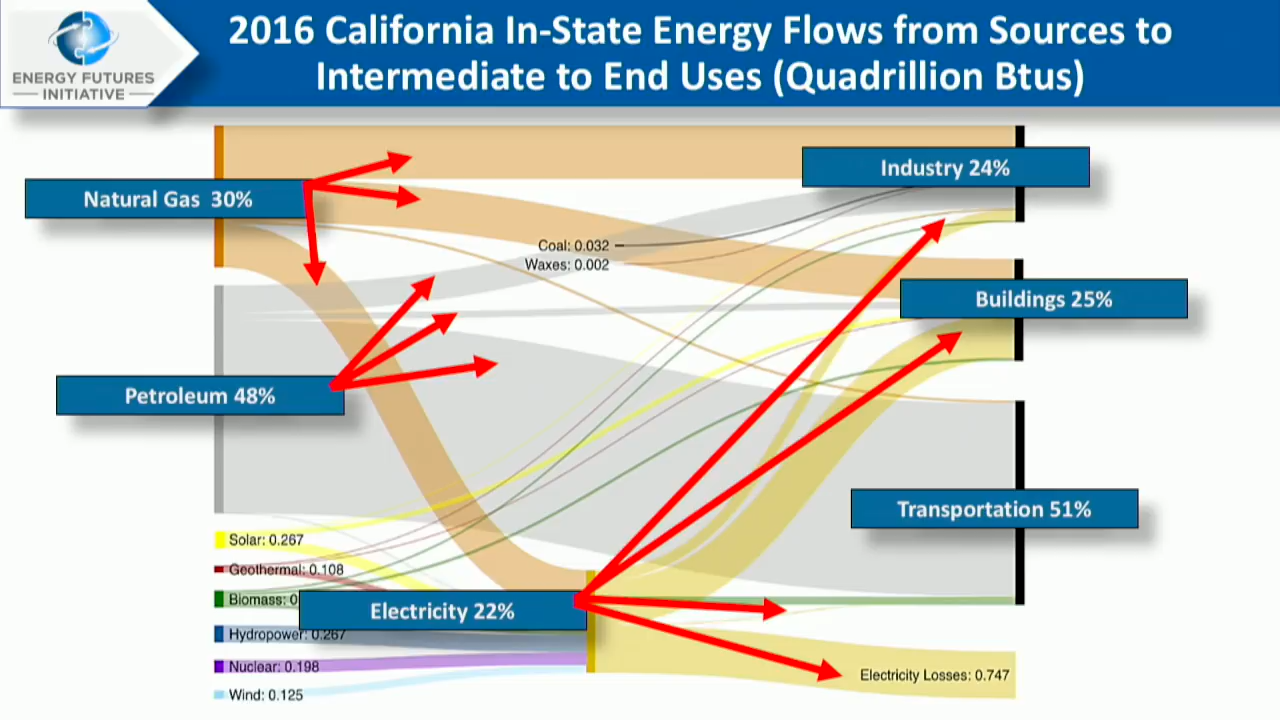 2016 California In-State Energy Flows from Sources to
Intermediate to End Uses (Quadrillion Btus)
ENERGY FUTURES
INITIATIVE
Industry 24%
Natural Gas 30%
Coal: 0.032
Waxes: 0.002
Buildings 25%
Petroleum 48%
Transportation 51%
Solar: 0.267
Geothermal: 0.108
Biomass: 0
Electricity 22%
Hydropower: 0.267
Nuclear: 0.198
Electricity Losses: 0.747
Wind: 0.125